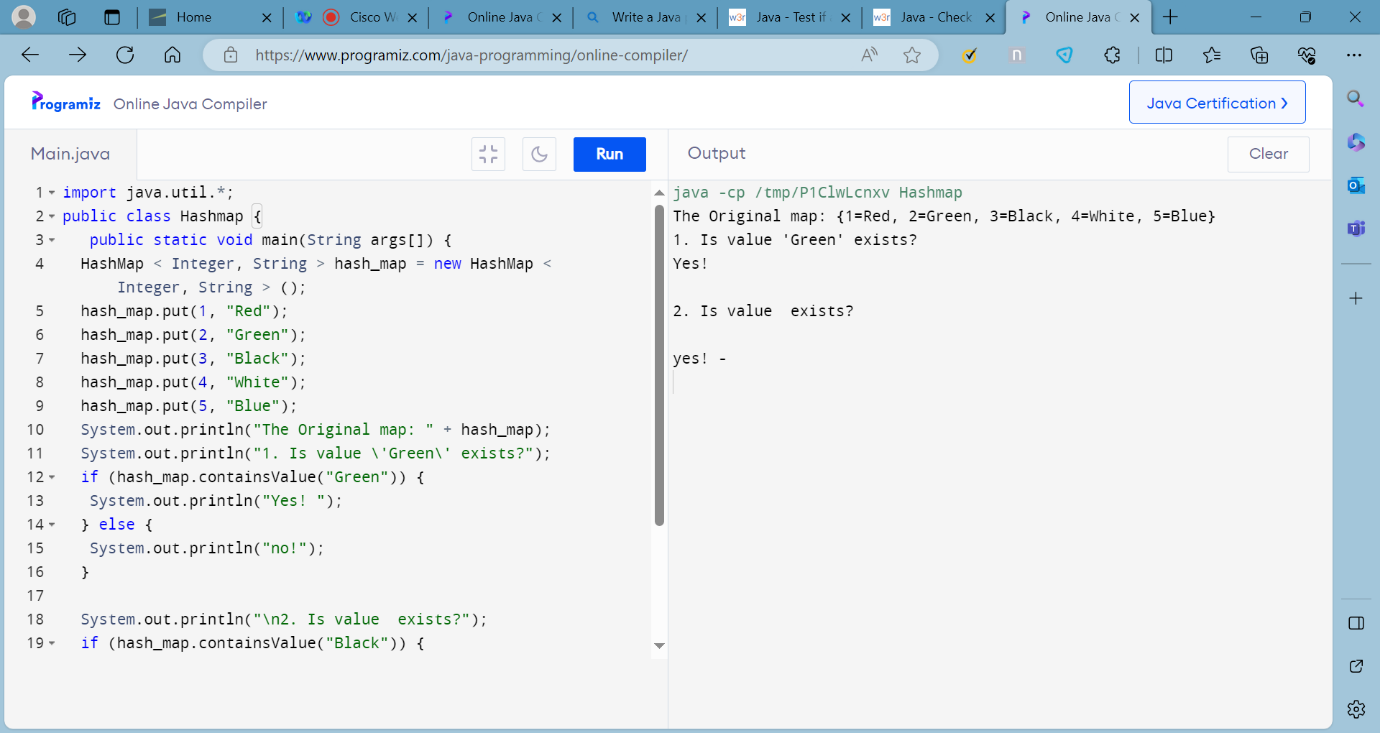 Home
Cisco W
Online Java C
Write a Java
Java - Test if
Java - Check
Online Java C
https://www.programiz.com/java-programming/online-compiler/
Programiz Online Java Compiler
Java Certification ❯
Main.java
Run
Output
Clear
1 import java.util.*;
2 public class Hashmap {
3 public static void main(String args[]) {
4 HashMap < Integer, String > hash_map = new HashMap <
Integer, String > ();
5 hash_map.put(1, "Red");
6 hash_map.put(2, "Green");
7 hash_map.put(3, "Black");
8 hash_map.put(4, "White");
9 hash_map.put(5, "Blue");
10 System.out.println("The Original map: " + hash_map);
11 System.out.println("1. Is value \'Green\' exists?");
12 if (hash_map.containsValue("Green")) {
13 System.out.println("Yes! ");
14 } else {
15 System.out.println("no!");
16 }
17
18 System.out.println("\n2. Is value  exists?");
19 if (hash_map.containsValue("Black")) {
java -cp /tmp/P1ClwLcnxv Hashmap
The Original map: {1=Red, 2=Green, 3=Black, 4=White, 5=Blue}
1. Is value 'Green' exists?
Yes!
2. Is value  exists?
yes! -